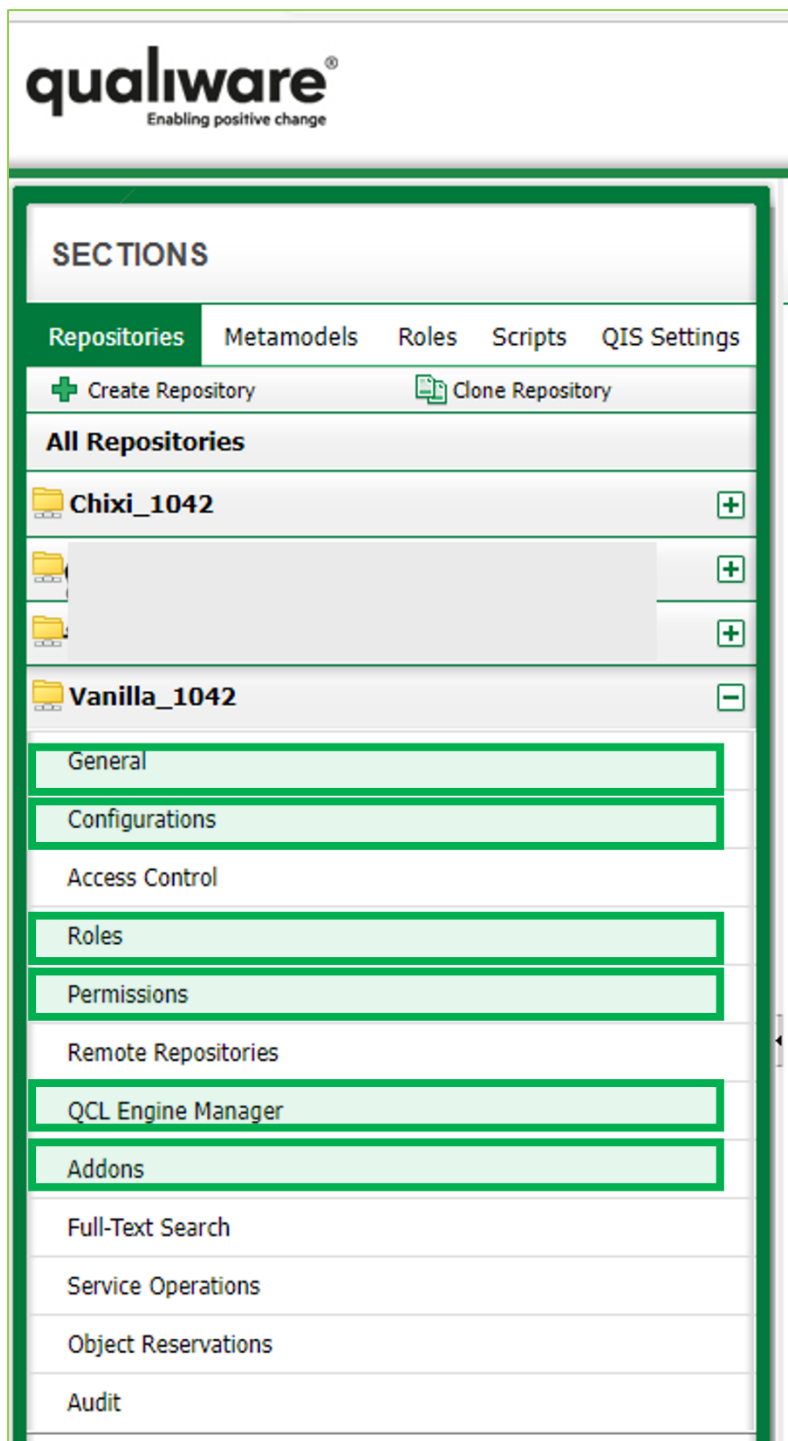 qualiware®
Enabling positive change
SECTIONS
Repositories Metamodels Roles Scripts QIS Settings
Create Repository Clone Repository
All Repositories
Chixi_1042
Vanilla_1042
General
Configurations
Access Control
Roles
Permissions
Remote Repositories
QCL Engine Manager
Addons
Full-Text Search
Service Operations
Object Reservations
Audit